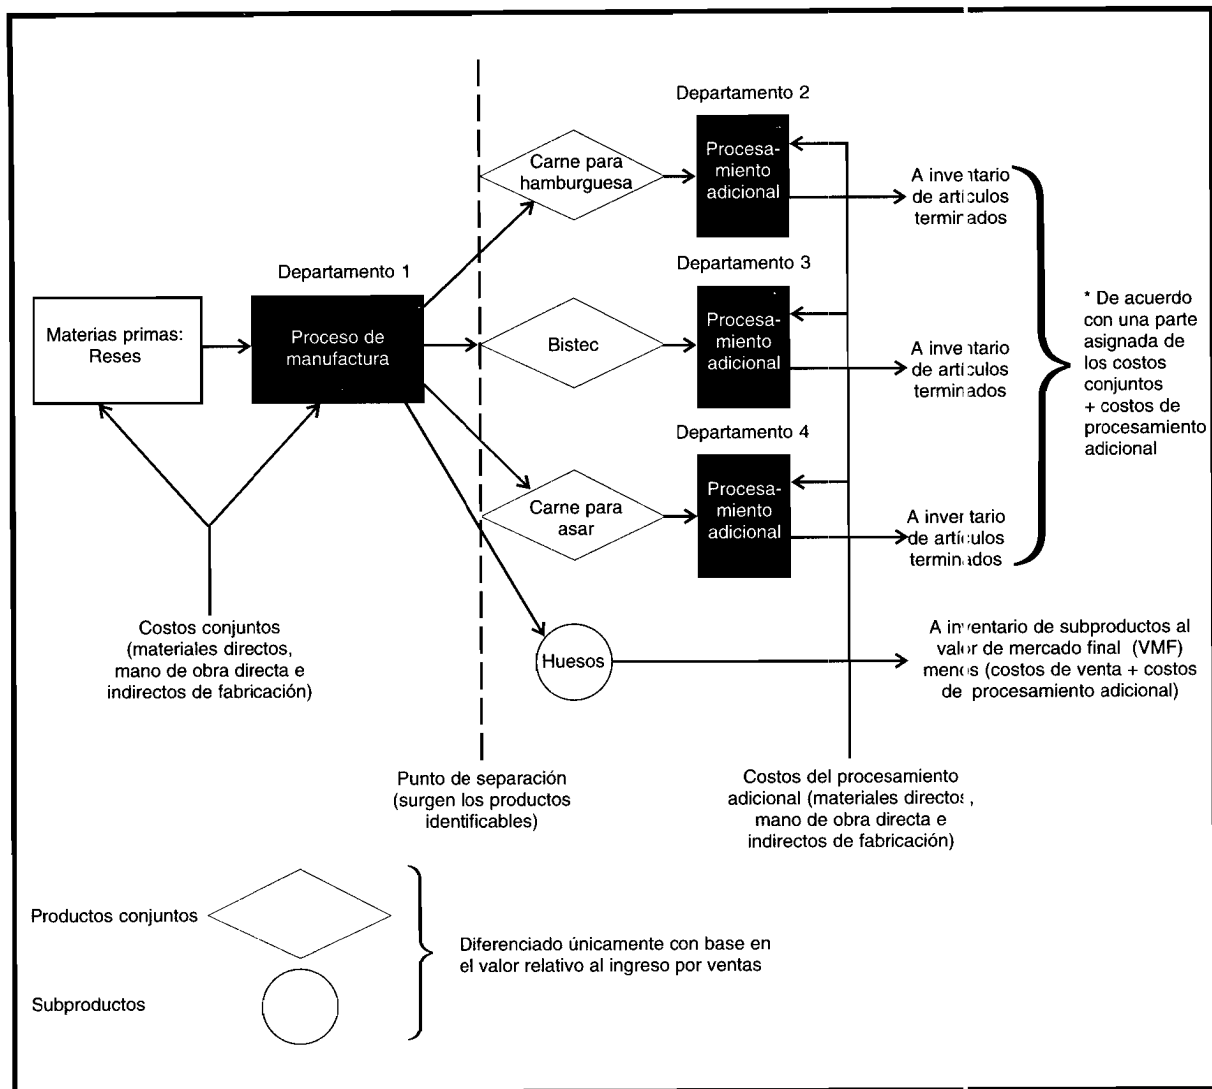 Departamento 2
Carne para
hamburguesa
Procesa-
miento
adicional
A inventario
de artículos
terminados
Departamento 1
Departamento 3
Materias primas:
Reses
Proceso de
manufactura
Bistec
Procesa-
miento
adicional
A inventario
de artículos
terminados
* De acuerdo
con una parte
asignada de
los costos
conjuntos
+ costos de
procesamiento
adicional
Departamento 4
Carne para
asar
Procesa-
miento
adicional
A inventario
de artículos
terminados
Costos conjuntos
(materiales directos,
mano de obra directa e
indirectos de fabricación)
Huesos
A inventario de subproductos al
valor de mercado final (VMF)
menos (costos de venta + costos
de procesamiento adicional)
Punto de separación
(surgen los productos
identificables)
Costos del procesamiento
adicional (materiales directos,
mano de obra directa e
indirectos de fabricación)
Productos conjuntos
Diferenciado únicamente con base en
el valor relativo al ingreso por ventas
Subproductos